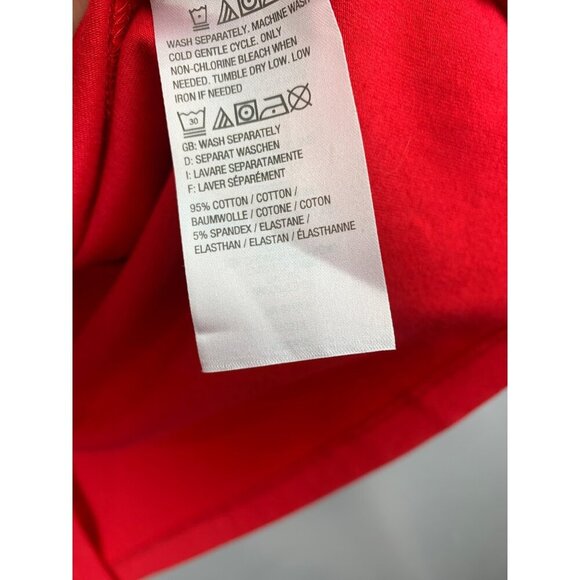 WASH SEPARATELY. MACHINE WASH
COLD GENTLE CYCLE. ONLY
NON-CHLORINE BLEACH WHEN
NEEDED. TUMBLE DRY LOW. LOW
IRON IF NEEDED
30
GB: WASH SEPARATELY
D: SEPARAT WASCHEN
I: LAVARE SEPARATAMENTE
F: LAVER SÉPARÉMENT
95% COTTON / COTTON /
BAUMWOLLE / COTONE / COTON
5% SPANDEX / ELASTANE /
ELASTHAN / ELASTAN / ÉLASTHANNE